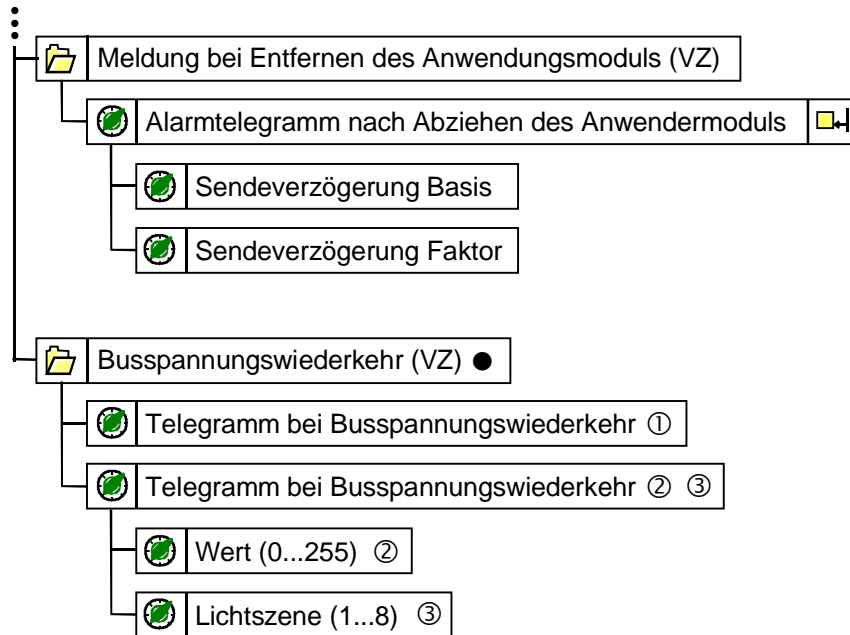 Meldung bei Entfernen des Anwendungsmoduls (VZ)
Alarmtelegramm nach Abziehen des Anwendermoduls
Sendeverzögerung Basis
Sendeverzögerung Faktor
Busspannungswiederkehr (VZ) ●
Telegramm bei Busspannungswiederkehr ①
Telegramm bei Busspannungswiederkehr ② ③
Wert (0...255) ②
Lichtszene (1...8) ③